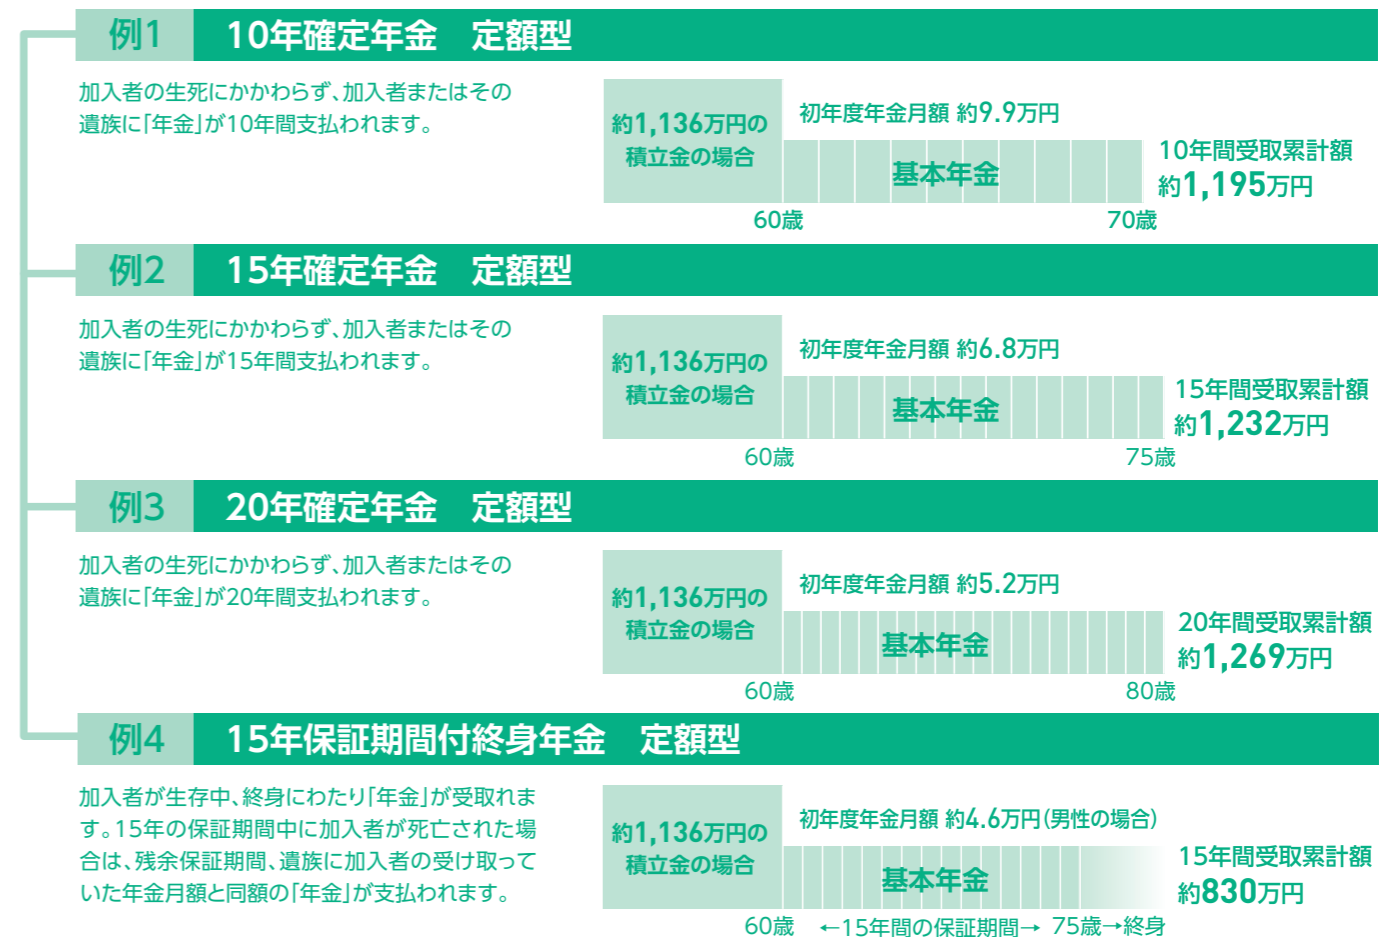 例1 10年確定年金 定額型
加入者の生死にかかわらず、加入者またはその
遺族に「年金」が10年間支払われます。
約1,136万円の
積立金の場合
初年度年金月額 約9.9万円
基本年金
10年間受取累計額
約1,195万円
60歳 70歳
例2 15年確定年金 定額型
加入者の生死にかかわらず、加入者またはその
遺族に「年金」が15年間支払われます。
約1,136万円の
積立金の場合
初年度年金月額 約6.8万円
基本年金
15年間受取累計額
約1,232万円
60歳 75歳
例3 20年確定年金 定額型
加入者の生死にかかわらず、加入者またはその
遺族に「年金」が20年間支払われます。
約1,136万円の
積立金の場合
初年度年金月額 約5.2万円
基本年金
20年間受取累計額
約1,269万円
60歳 80歳
例4 15年保証期間付終身年金 定額型
加入者が生存中、終身にわたり「年金」が受取れま
す。15年の保証期間中に加入者が死亡された場
合は、残余保証期間、遺族に加入者の受け取って
いた年金月額と同額の「年金」が支払われます。
約1,136万円の
積立金の場合
初年度年金月額 約4.6万円(男性の場合)
基本年金
15年間受取累計額
約830万円
60歳 ←15年間の保証期間→ 75歳→終身